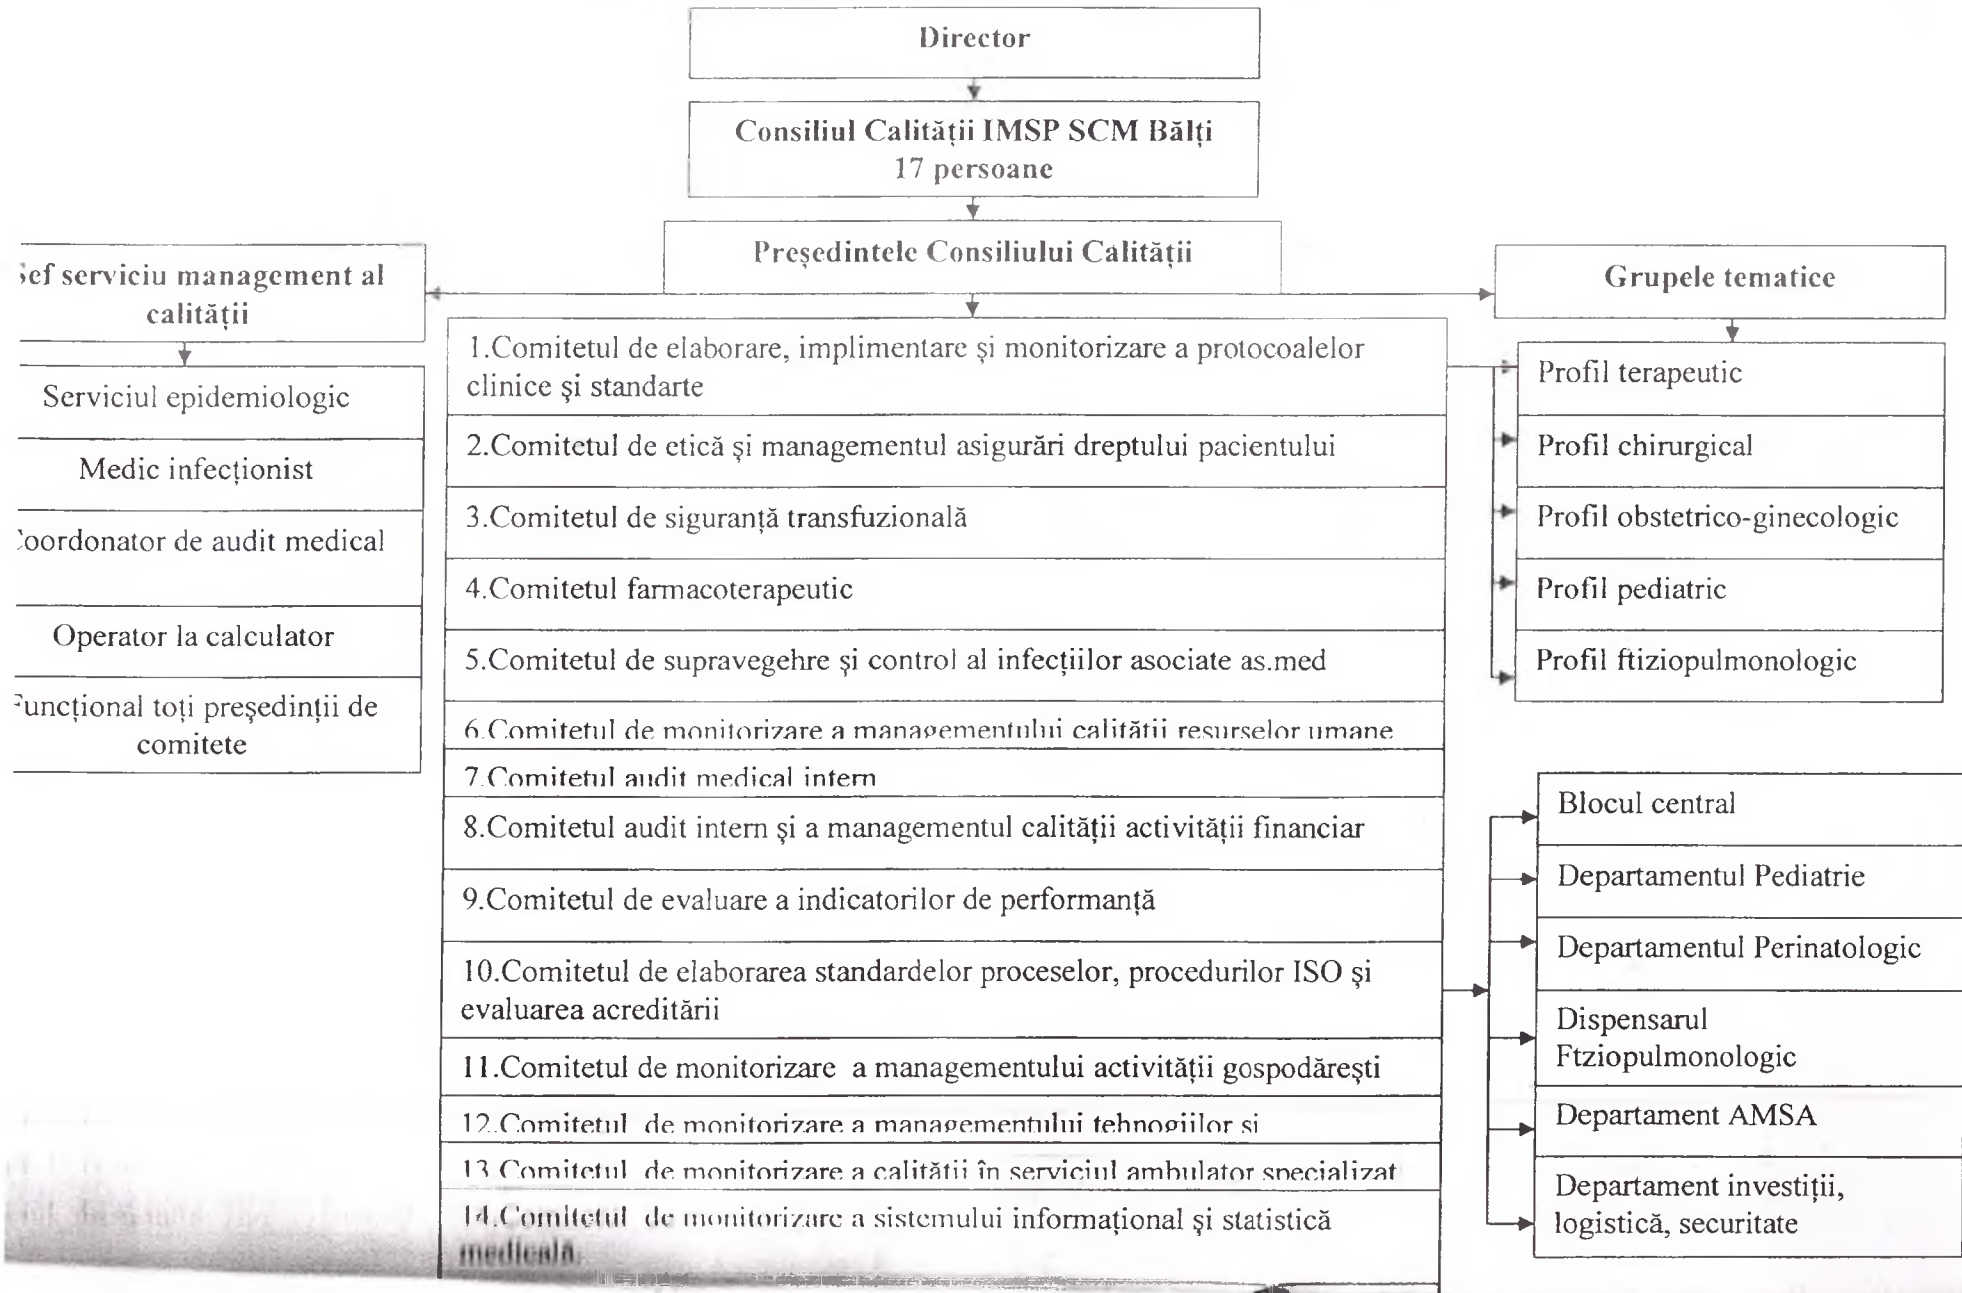 Director
Consiliul Calității IMSP SCM Bălți
17 persoane
Președintele Consiliului Calității
ef serviciu management al
calității
Serviciul epidemiologic
Medic infecționist
oordonator de audit medical
Operator la calculator
uncțional toți președinții de
comitete
1.Comitetul de elaborare, implimentare și monitorizare a protocoalelor
clinice și standarte
2.Comitetul de etică și managementul asigurări dreptului pacientului
3.Comitetul de siguranță transfuzională
4.Comitetul farmacoterapeutic
5.Comitetul de supravegehre și control al infecțiilor asociate as.med
6.Comitetul de monitorizare a managementului calității resurselor umane
7.Comitetul audit medical intern
8.Comitetul audit intern și a managementul calității activității financiar
9.Comitetul de evaluare a indicatorilor de performanță
10.Comitetul de elaborarea standardelor proceselor, procedurilor ISO și
evaluarea acreditării
11.Comitetul de monitorizare a managementului activității gospodărești
12.Comitetul de monitorizare a managementului tehnogiilor și
13.Comitetul de monitorizare a calității în serviciul ambulator specializat
14.Comitetul de monitorizare a sistemului informațional și statistică
medicală.
Grupele tematice
Profil terapeutic
Profil chirurgical
Profil obstetrico-ginecologic
Profil pediatric
Profil ftiziopulmonologic
Blocul central
Departamentul Pediatrie
Departamentul Perinatologic
Dispensarul
Ftziopulmonologic
Departament AMSA
Departament investiții,
logistică, securitate